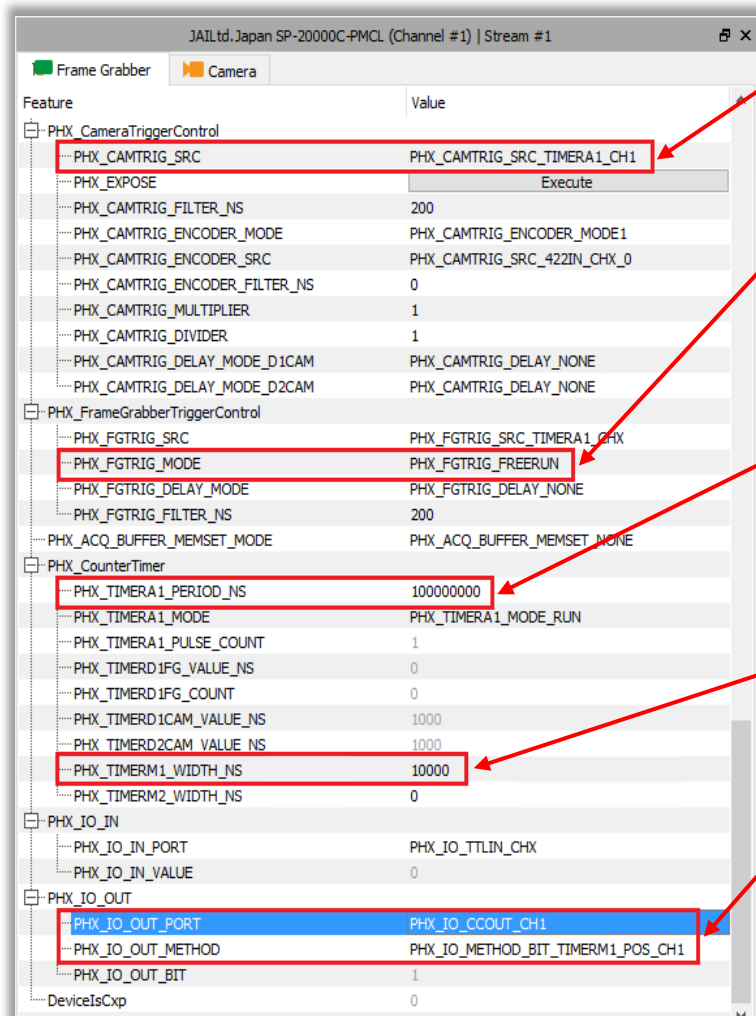 JAILtd.Japan SP-20000C-PMCL (Channel #1) | Stream #1
Frame Grabber Camera
Feature Value
PHX_CameraTriggerControl
PHX_CAMTRIG_SRC PHX_CAMTRIG_SRC_TIMERA1_CH1
PHX_EXPOSE Execute
PHX_CAMTRIG_FILTER_NS 200
PHX_CAMTRIG_ENCODER_MODE PHX_CAMTRIG_ENCODER_MODE1
PHX_CAMTRIG_ENCODER_SRC PHX_CAMTRIG_SRC_422IN_CHX_0
PHX_CAMTRIG_ENCODER_FILTER_NS 0
PHX_CAMTRIG_MULTIPLIER 1
PHX_CAMTRIG_DIVIDER 1
PHX_CAMTRIG_DELAY_MODE_D1CAM PHX_CAMTRIG_DELAY_NONE
PHX_CAMTRIG_DELAY_MODE_D2CAM PHX_CAMTRIG_DELAY_NONE
PHX_FrameGrabberTriggerControl
PHX_FGTRIG_SRC PHX_FGTRIG_SRC_TIMERA1_CHX
PHX_FGTRIG_MODE PHX_FGTRIG_FREERUN
PHX_FGTRIG_DELAY_MODE PHX_FGTRIG_DELAY_NONE
PHX_FGTRIG_FILTER_NS 200
PHX_ACQ_BUFFER_MEMSET_MODE PHX_ACQ_BUFFER_MEMSET_NONE
PHX_CounterTimer
PHX_TIMERA1_PERIOD_NS 100000000
PHX_TIMERA1_MODE PHX_TIMERA1_MODE_RUN
PHX_TIMERA1_PULSE_COUNT 1
PHX_TIMERD1FG_VALUE_NS 0
PHX_TIMERD1FG_COUNT 0
PHX_TIMERD1CAM_VALUE_NS 1000
PHX_TIMERD2CAM_VALUE_NS 1000
PHX_TIMERM1_WIDTH_NS 10000
PHX_TIMERM2_WIDTH_NS 0
PHX_IO_IN
PHX_IO_IN_PORT PHX_IO_TTLIN_CHX
PHX_IO_IN_VALUE 0
PHX_IO_OUT
PHX_IO_OUT_PORT PHX_IO_CCOUT_CH1
PHX_IO_OUT_METHOD PHX_IO_METHOD_BIT_TIMERM1_POS_CH1
PHX_IO_OUT_BIT 1
DeviceIsCxp 0